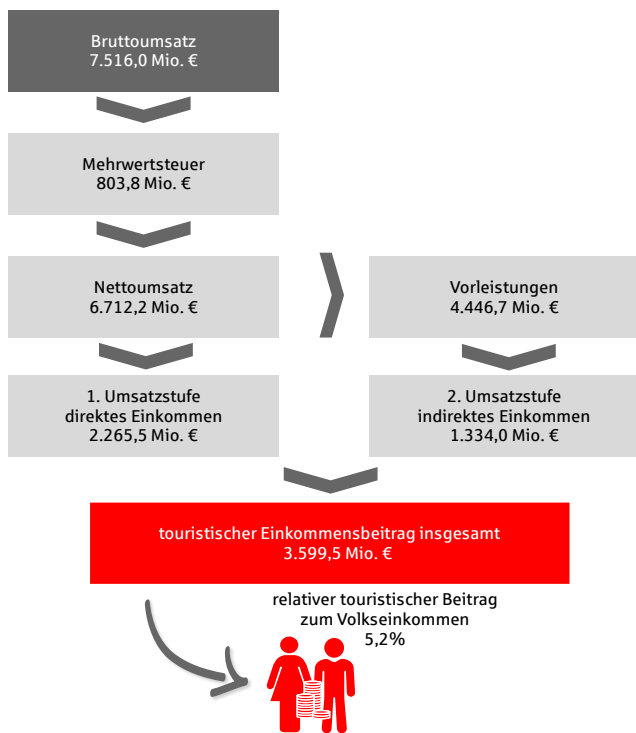 Bruttoumsatz
7.516,0 Mio. €
Mehrwertsteuer
803,8 Mio. €
Nettoumsatz
6.712,2 Mio. €
Vorleistungen
4.446,7 Mio. €
1. Umsatzstufe
direktes Einkommen
2.265,5 Mio. €
2. Umsatzstufe
indirektes Einkommen
1.334,0 Mio. €
touristischer Einkommensbeitrag insgesamt
3.599,5 Mio. €
relativer touristischer Beitrag
zum Volkseinkommen
5,2%